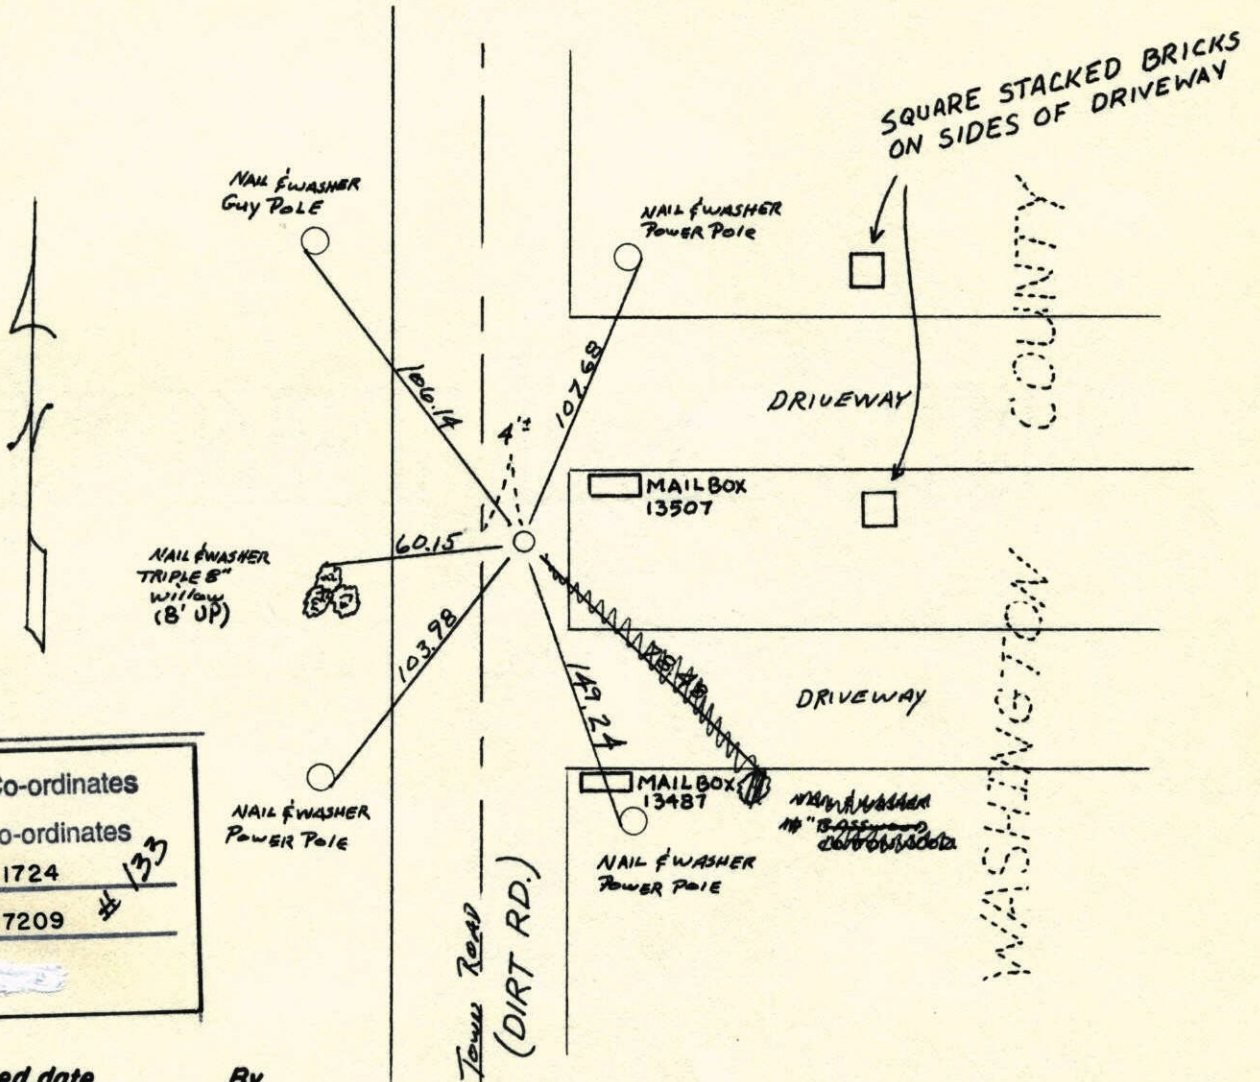 SQUARE STACKED BRICKS
ON SIDES OF DRIVEWAY
NAIL & WASHER
Guy POLE
NAIL & WASHER
POWER POLE
COUNTY
106.14
107.68
4'±
DRIVEWAY
N
MAILBOX
13507
60.15
NAIL & WASHER
TRIPLE 8"
Willow
(8' UP)
103.98
149.24
DRIVEWAY
WASHINGTON
MAILBOX
13487
NAIL & WASHER
POWER POLE
NAIL & WASHER
POWER POLE
Co-ordinates
o-ordinates
1724
7209
# 133
TOWN ROAD
(DIRT RD.)
ed date
By